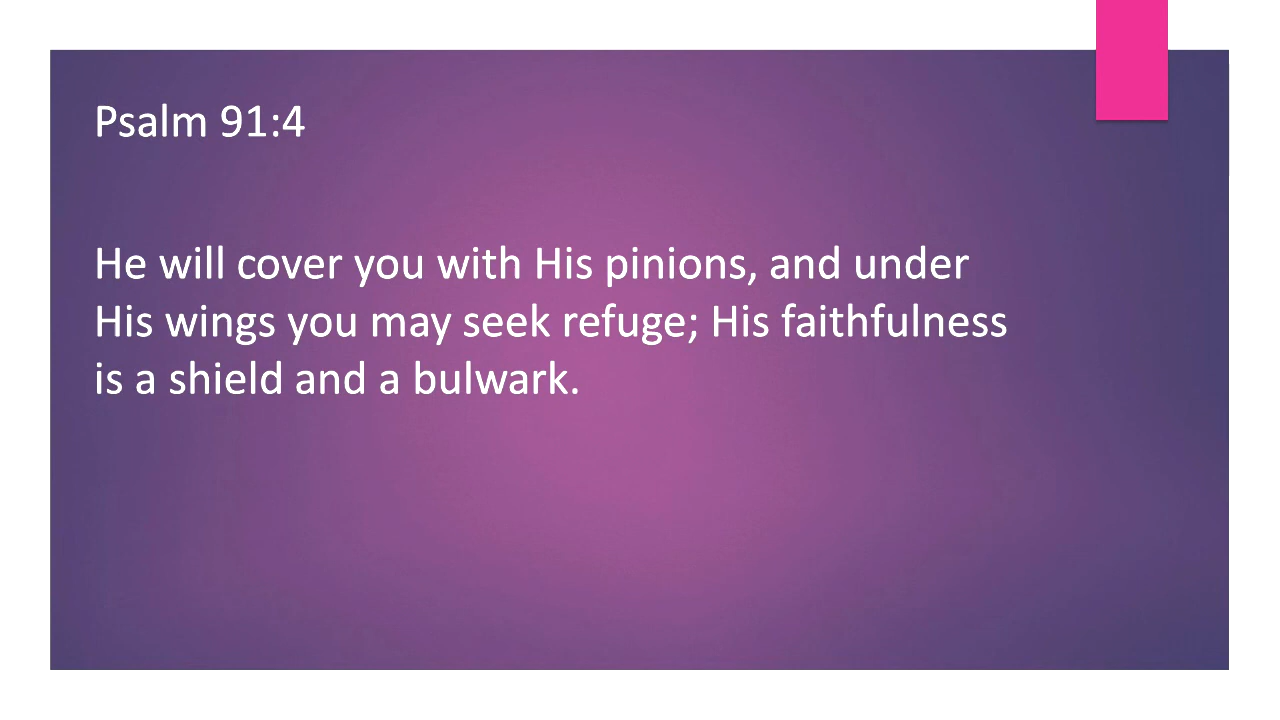 Psalm 91:4
He will cover you with His pinions, and under
His wings you may seek refuge; His faithfulness
is a shield and a bulwark.